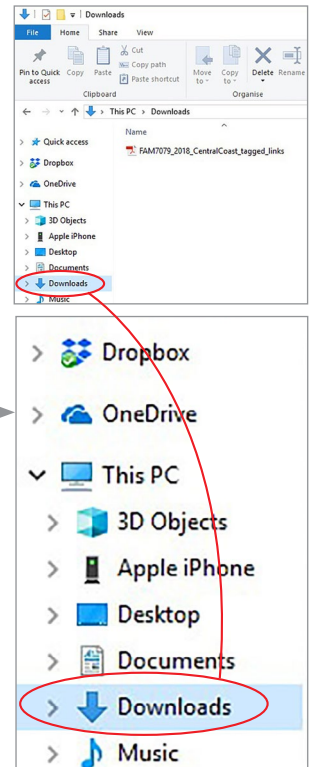 Downloads
File Home Share View
Pin to Quick access
Copy
Paste
Cut
Copy path
Paste shortcut
Move to
Copy to
Delete
Rename
Clipboard
Organise
This PC > Downloads
Name
Quick access
FAM7079_2018_CentralCoast_tagged_links
Dropbox
OneDrive
This PC
3D Objects
Apple iPhone
Desktop
Documents
Downloads
Music
Dropbox
OneDrive
This PC
3D Objects
Apple iPhone
Desktop
Documents
Downloads
Music